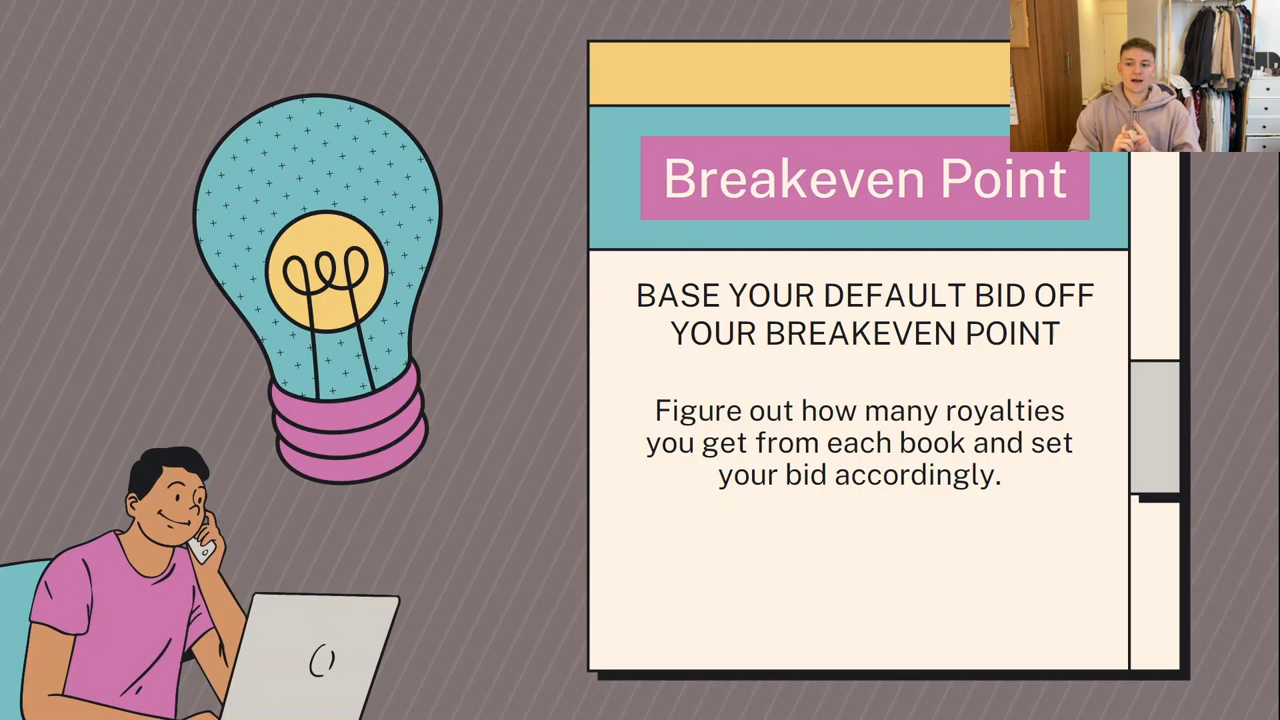 Breakeven Point
BASE YOUR DEFAULT BID OFF
YOUR BREAKEVEN POINT
Figure out how many royalties
you get from each book and set
your bid accordingly.